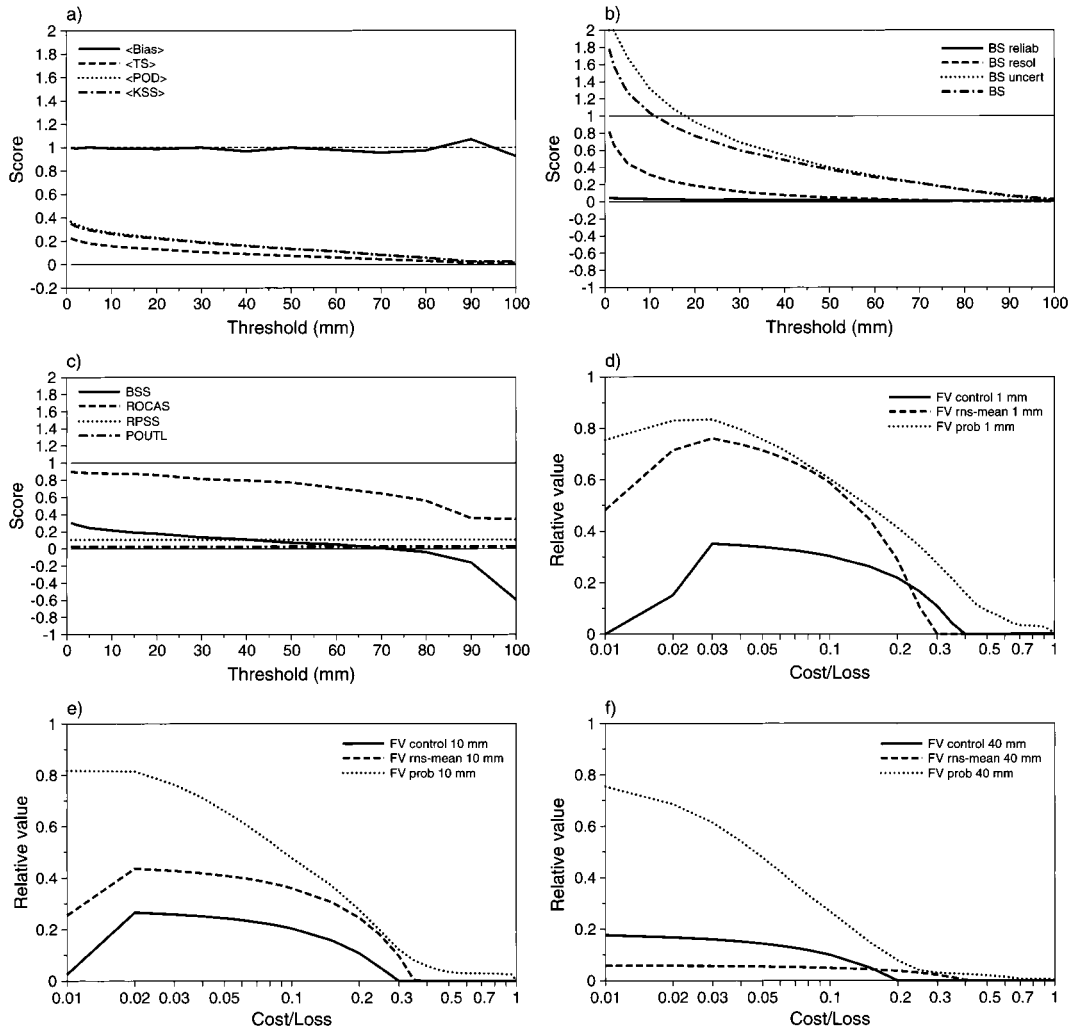 a)
2
1.8
1.6
1.4
1.2
1
0.8
0.6
0.4
0.2
0
-0.2
<Bias>
<TS>
<POD>
<KSS>
Score
0 10 20 30 40 50 60 70 80 90 100
Threshold (mm)
b)
2
1.8
1.6
1.4
1.2
1
0.8
0.6
0.4
0.2
0
-0.2
-0.4
-0.6
-0.8
-1
BS reliab
BS resol
BS uncert
BS
Score
0 10 20 30 40 50 60 70 80 90 100
Threshold (mm)
c)
2
1.8
1.6
1.4
1.2
1
0.8
0.6
0.4
0.2
0
-0.2
-0.4
-0.6
-0.8
-1
BSS
ROCAS
RPSS
POUTL
Score
0 10 20 30 40 50 60 70 80 90 100
Threshold (mm)
d)
1
0.8
0.6
0.4
0.2
0
FV control 1 mm
FV rns-mean 1 mm
FV prob 1 mm
Relative value
0.01 0.02 0.03 0.05 0.1 0.2 0.3 0.5 0.7 1
Cost/Loss
e)
1
0.8
0.6
0.4
0.2
0
FV control 10 mm
FV rns-mean 10 mm
FV prob 10 mm
Relative value
0.01 0.02 0.03 0.05 0.1 0.2 0.3 0.5 0.7 1
Cost/Loss
f)
1
0.8
0.6
0.4
0.2
0
FV control 40 mm
FV rns-mean 40 mm
FV prob 40 mm
Relative value
0.01 0.02 0.03 0.05 0.1 0.2 0.3 0.5 0.7 1
Cost/Loss